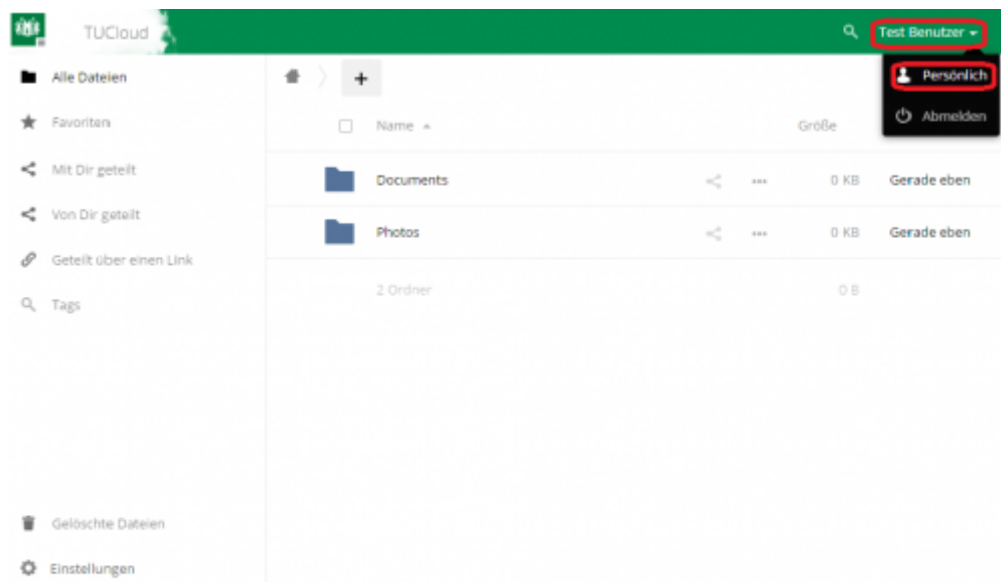 TUCloud
Test Benutzer
Persönlich
Abmelden
Alle Dateien
Favoriten
Mit Dir geteilt
Von Dir geteilt
Geteilt über einen Link
Tags
+
Name
Größe
Documents
0 KB
Gerade eben
Photos
0 KB
Gerade eben
2 Ordner
0 B
Gelöschte Dateien
Einstellungen